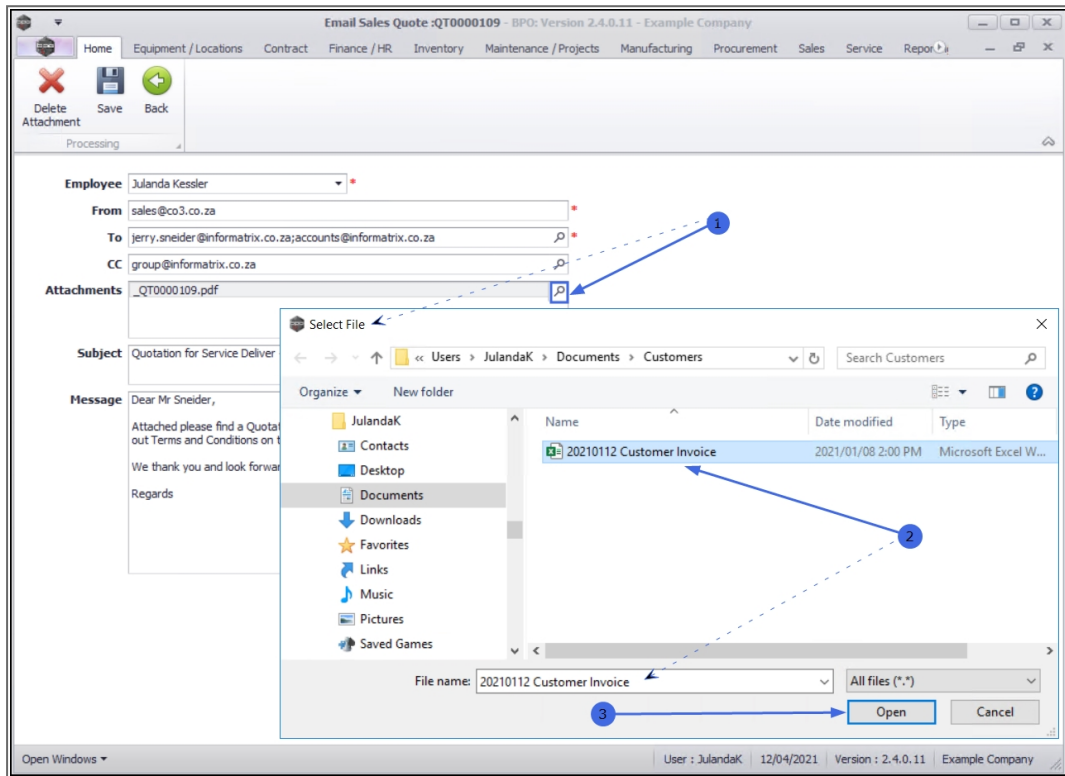 Email Sales Quote :QT0000109 - BPO: Version 2.4.0.11 - Example Company
Home Equipment / Locations Contract Finance / HR Inventory Maintenance / Projects Manufacturing Procurement Sales Service
Delete Attachment Save Back
Processing
Employee Julanda Kessler *
From sales@co3.co.za *
To jerry.sneider@informatrix.co.za;accounts@informatrix.co.za *
1
CC group@informatrix.co.za
Attachments _QT0000109.pdf
Select File
Subject Quotation for Service Deliver
« Users › JulandaK › Documents › Customers Search Customers
Organize New folder
Message Dear Mr Sneider,
Attached please find a Quotat
out Terms and Conditions on t
We thank you and look forwar
Regards
JulandaK
Contacts
Desktop
Documents
Downloads
Favorites
Links
Music
Pictures
Saved Games
Name Date modified Type
20210112 Customer Invoice 2021/01/08 2:00 PM Microsoft Excel W...
2
File name: 20210112 Customer Invoice All files (*.*)
3
Open Cancel
Open Windows User : JulandaK 12/04/2021 Version : 2.4.0.11 Example Company